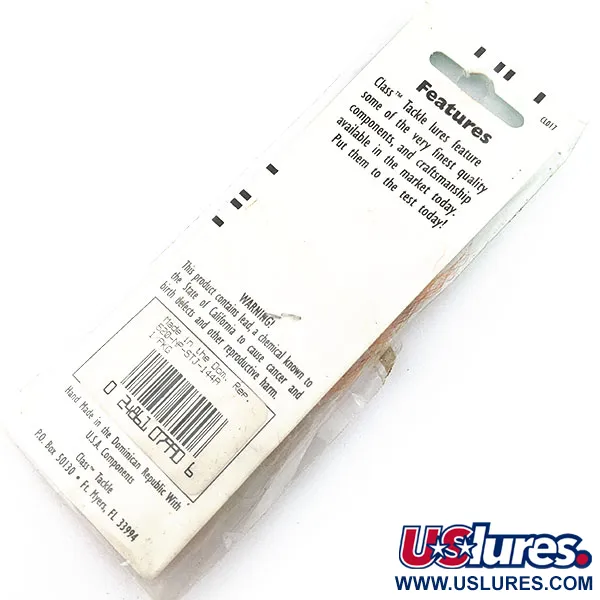 CL017
Features
Class™ Tackle lures feature
some of the very finest quality
components, and craftsmanship
available in the market today.
Put them to the test today!
WARNING!
This product contains lead, a chemical known to
the State of California to cause cancer and
birth defects and other reproductive harm.
Made in the Dom. Rep.
1 PKG
Hand Made in the Dominican Republic With
U.S.A. Components
Class™ Tackle
P.O. Box 50130 • Ft. Myers, FL 33994
USlures.
WWW.USLURES.COM